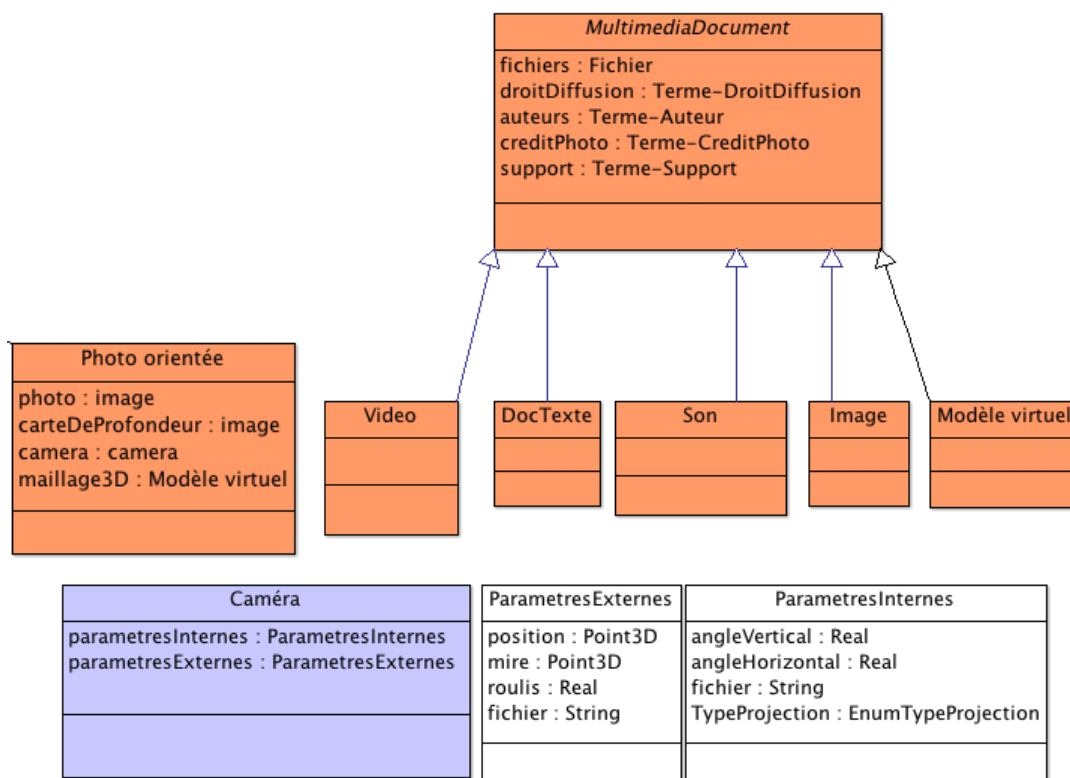 MultimediaDocument
fichiers : Fichier
droitDiffusion : Terme-DroitDiffusion
auteurs : Terme-Auteur
creditPhoto : Terme-CreditPhoto
support : Terme-Support
Photo orientée
photo : image
carteDeProfondeur : image
camera : camera
maillage3D : Modèle virtuel
Video
DocTexte
Son
Image
Modèle virtuel
Caméra
parametresInternes : ParametresInternes
parametresExternes : ParametresExternes
ParametresExternes
position : Point3D
mire : Point3D
roulis : Real
fichier : String
ParametresInternes
angleVertical : Real
angleHorizontal : Real
fichier : String
TypeProjection : EnumTypeProjection